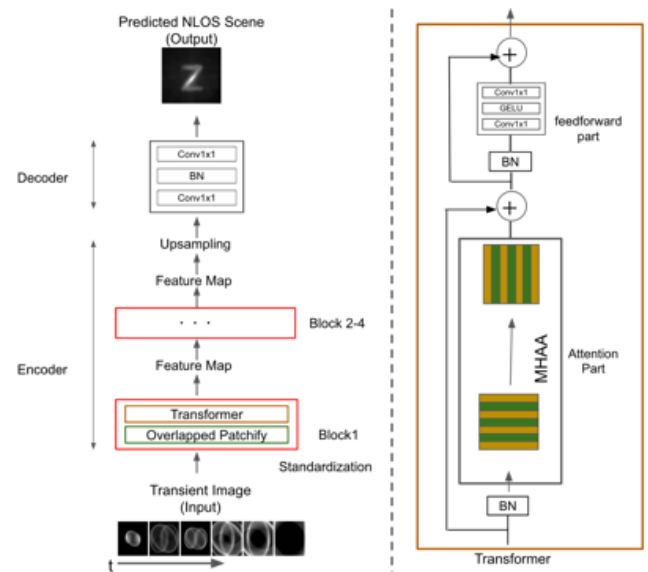 Predicted NLOS Scene
(Output)
Z
Decoder
Conv1x1
BN
Conv1x1
Upsampling
Feature Map
. . .
Block 2-4
Feature Map
Encoder
Transformer
Overlapped Patchify
Block1
Standardization
Transient Image
(Input)
t
+
Conv1x1
GELU
Conv1x1
feedforward
part
BN
+
MHAA
Attention
Part
BN
Transformer